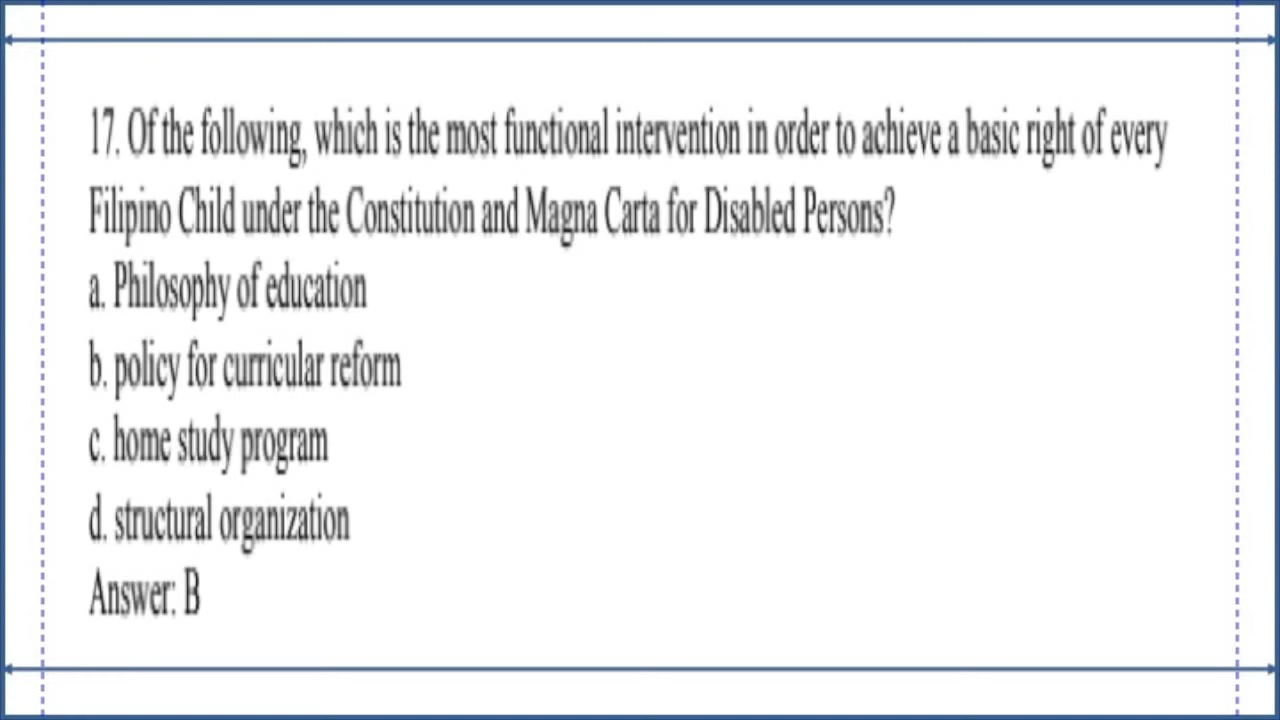 17. Of the following, which is the most functional intervention in order to achieve a basic right of every
Filipino Child under the Constitution and Magna Carta for Disabled Persons?
a. Philosophy of education
b. policy for curricular reform
c. home study program
d. structural organization
Answer: B